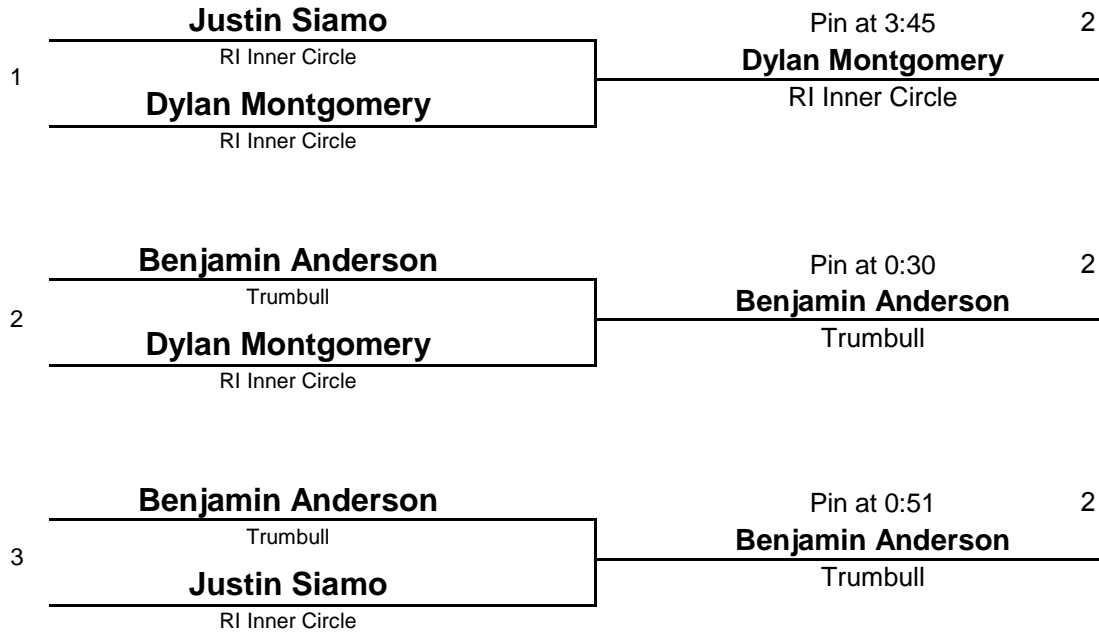 Justin Siamo
RI Inner Circle
1
Dylan Montgomery
RI Inner Circle
Pin at 3:45 2
Dylan Montgomery
RI Inner Circle
Benjamin Anderson
Trumbull
2
Dylan Montgomery
RI Inner Circle
Pin at 0:30 2
Benjamin Anderson
Trumbull
Benjamin Anderson
Trumbull
3
Justin Siamo
RI Inner Circle
Pin at 0:51 2
Benjamin Anderson
Trumbull